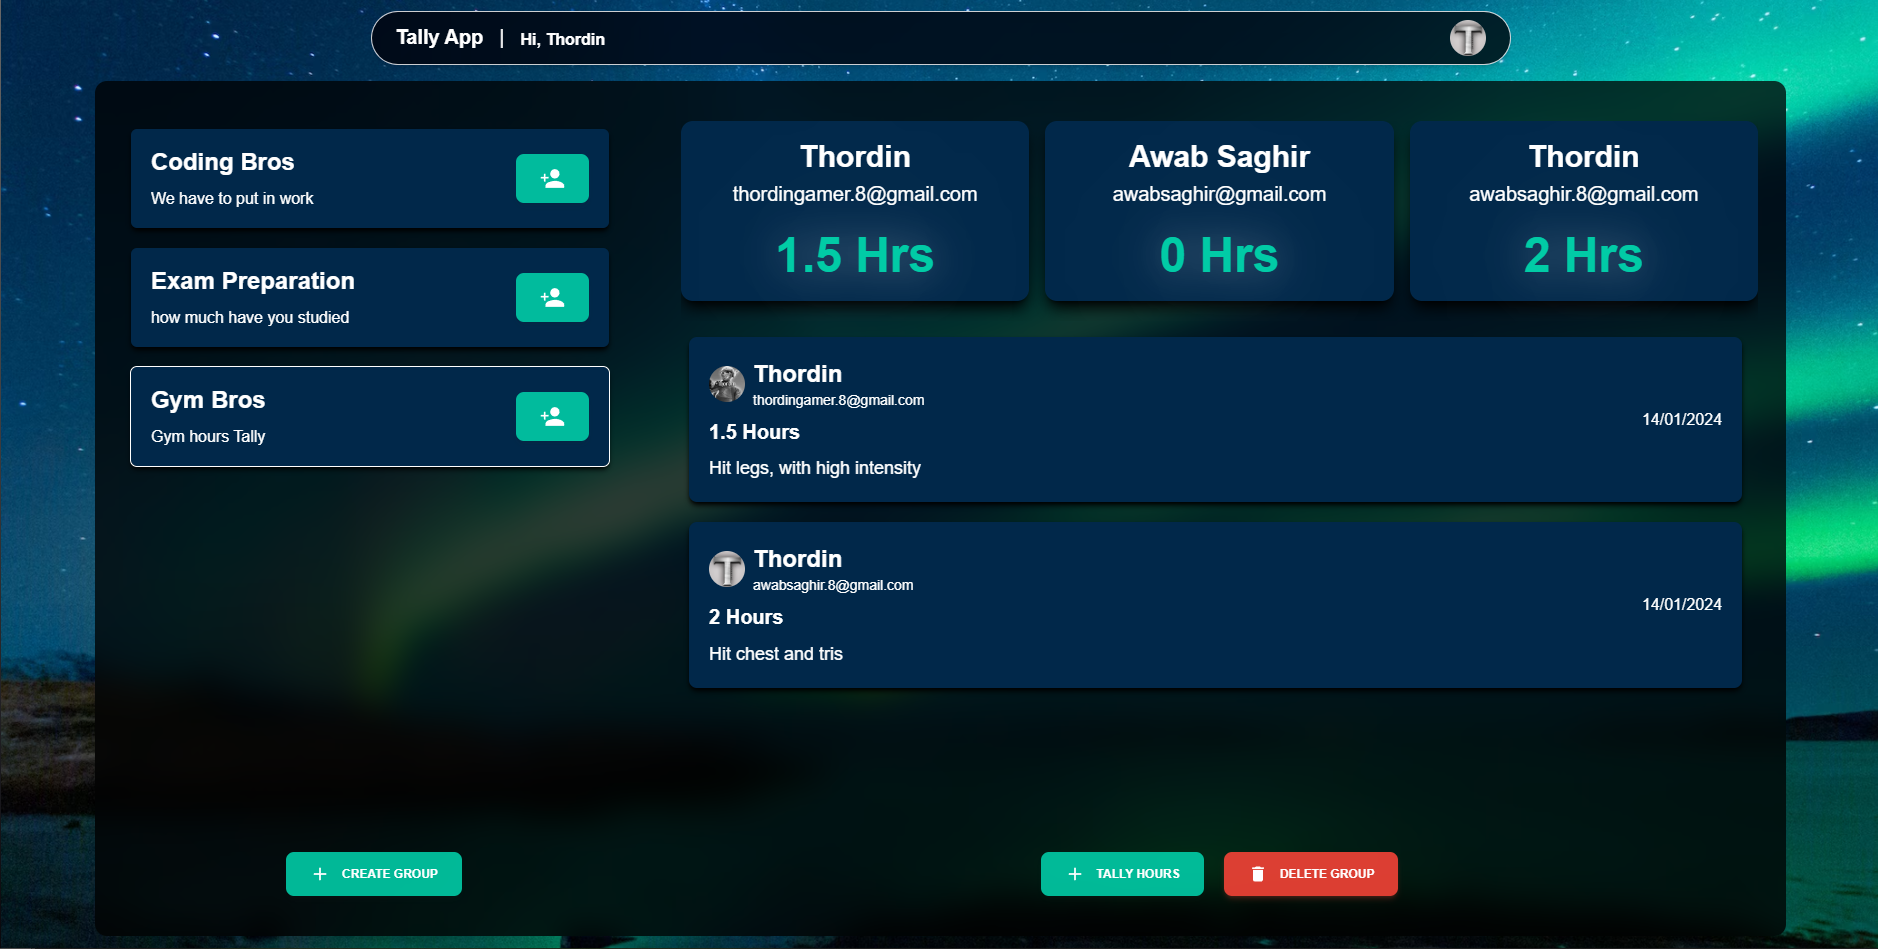 Tally App | Hi, Thordin
Coding Bros
We have to put in work
Exam Preparation
how much have you studied
Gym Bros
Gym hours Tally
CREATE GROUP
Thordin
thordingamer.8@gmail.com
1.5 Hrs
Awab Saghir
awabsaghir@gmail.com
0 Hrs
Thordin
awabsaghir.8@gmail.com
2 Hrs
Thordin
thordingamer.8@gmail.com
1.5 Hours
Hit legs, with high intensity
14/01/2024
Thordin
awabsaghir.8@gmail.com
2 Hours
Hit chest and tris
14/01/2024
TALLY HOURS
DELETE GROUP